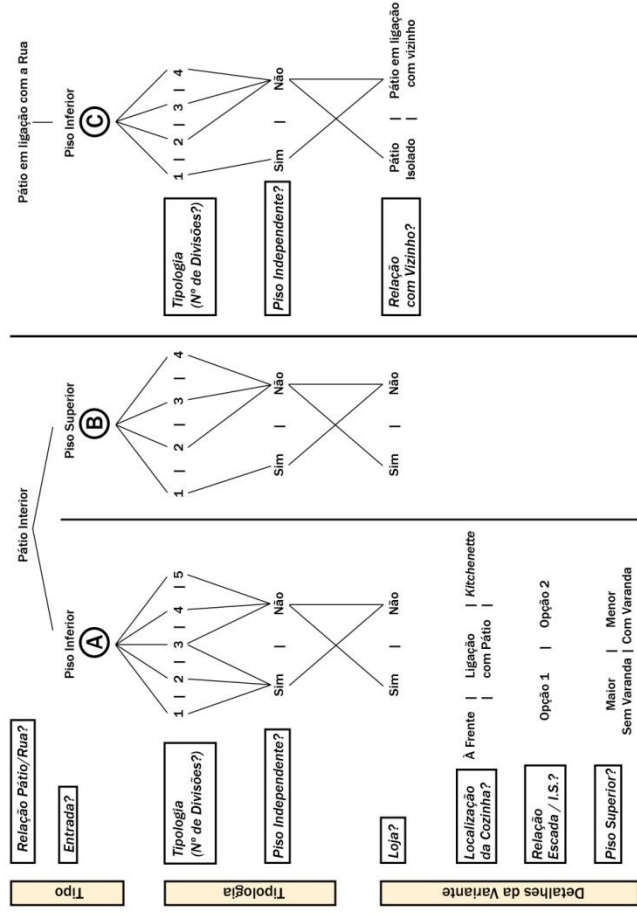 Tipo
Relação Pátio/Rua?
Pátio Interior
Pátio em ligação com a Rua
Entrada?
Piso Inferior
Piso Superior
Piso Inferior
A
B
C
Tipologia
Tipologia
(Nº de Divisões?)
1 | 2 | 3 | 4 | 5
1 | 2 | 3 | 4
Tipologia
(Nº de Divisões?)
1 | 2 | 3 | 4
Piso Independente?
Sim | Não
Sim | Não
Piso Independente?
Sim | Não
Detalhes da Variante
Loja?
Sim | Não
Sim | Não
Relação
com Vizinho?
Pátio | Pátio em ligação
Isolado | com vizinho
Localização
da Cozinha?
À Frente | Ligação | Kitchenette
| com Pátio |
Relação
Escada / I.S.?
Opção 1 | Opção 2
Piso Superior?
Maior | Menor
Sem Varanda | Com Varanda